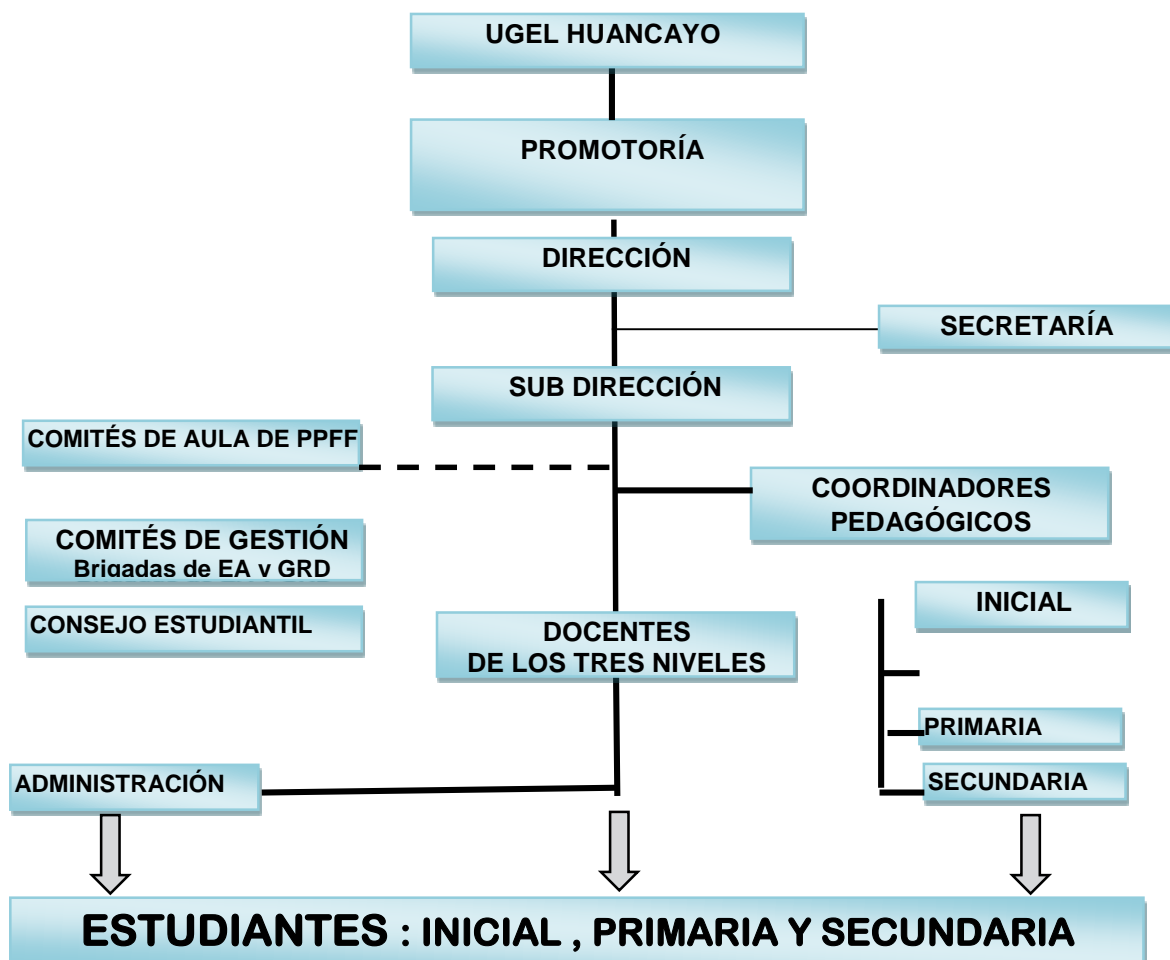 UGEL HUANCAYO
PROMOTORÍA
DIRECCIÓN
SECRETARÍA
SUB DIRECCIÓN
COMITÉS DE AULA DE PPFF
COORDINADORES
PEDAGÓGICOS
COMITÉS DE GESTIÓN
Brigadas de EA y GRD
CONSEJO ESTUDIANTIL
DOCENTES
DE LOS TRES NIVELES
INICIAL
PRIMARIA
SECUNDARIA
ADMINISTRACIÓN
ESTUDIANTES : INICIAL , PRIMARIA Y SECUNDARIA